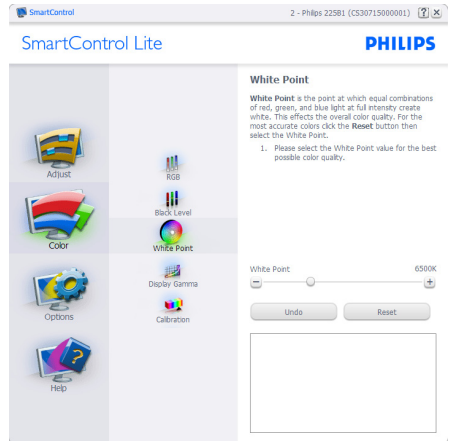 SmartControl
2 - Philips 225B1 (CS30715000001)
SmartControl Lite
PHILIPS
Adjust
Color
Options
Help
RGB
Black Level
White Point
Display Gamma
Calibration
White Point
White Point is the point at which equal combinations
of red, green, and blue light at full intensity create
white. This effects the overall color quality. For the
most accurate colors click the Reset button then
select the White Point.
1. Please select the White Point value for the best
possible color quality.
White Point 6500K
Undo Reset